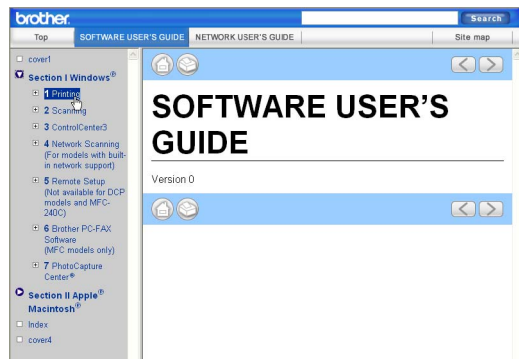 brother
Search
Top
SOFTWARE USER'S GUIDE
NETWORK USER'S GUIDE
Site map
cover1
Section I Windows®
1 Printing
2 Scanning
3 ControlCenter3
4 Network Scanning
(For models with built-
in network support)
5 Remote Setup
(Not available for DCP
models and MFC-
240C)
6 Brother PC-FAX
Software
(MFC models only)
7 PhotoCapture
Center®
Section II Apple®
Macintosh®
Index
cover4
SOFTWARE USER'S
GUIDE
Version 0